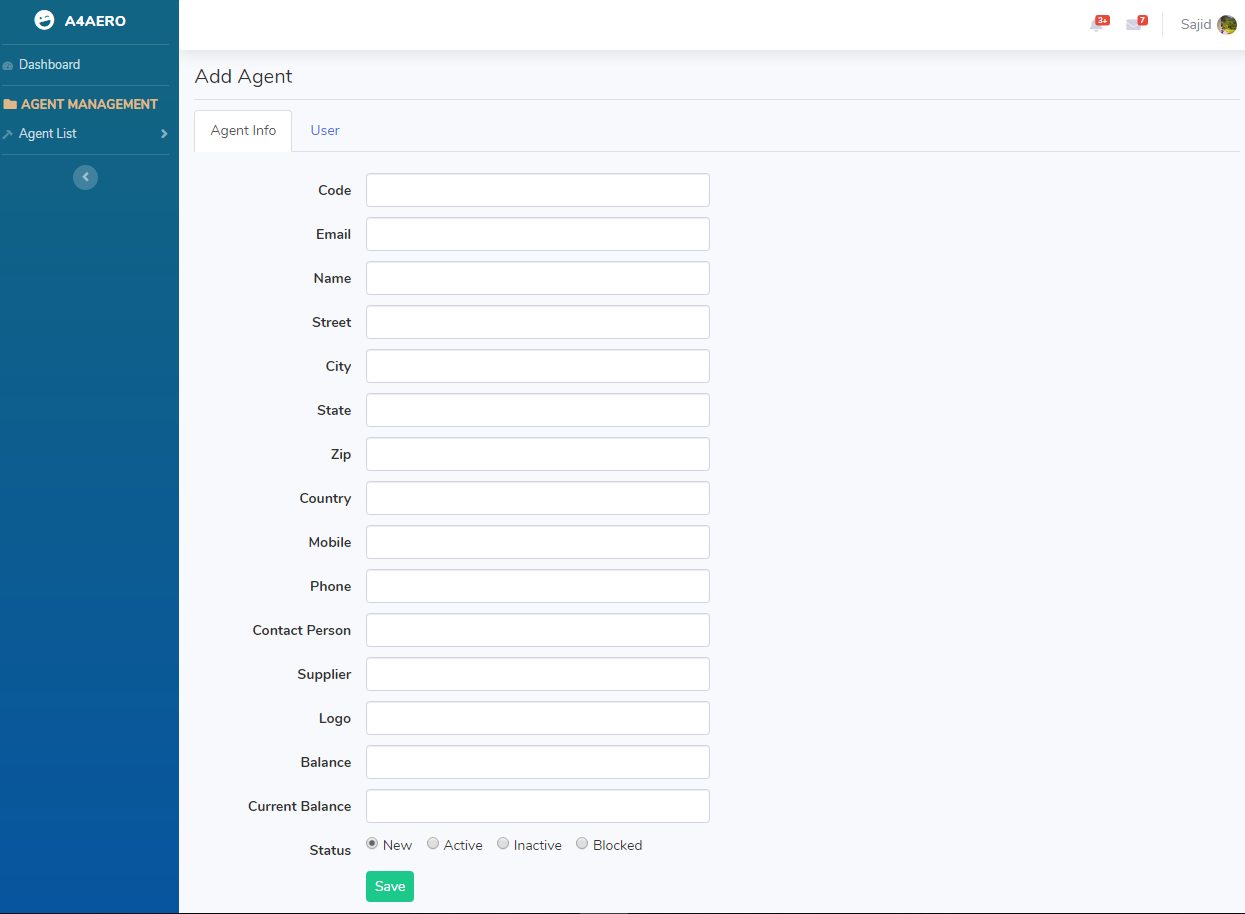 A4AERO
3+
7
Sajid
Dashboard
AGENT MANAGEMENT
Agent List
Add Agent
Agent Info User
Code
Email
Name
Street
City
State
Zip
Country
Mobile
Phone
Contact Person
Supplier
Logo
Balance
Current Balance
Status New Active Inactive Blocked
Save